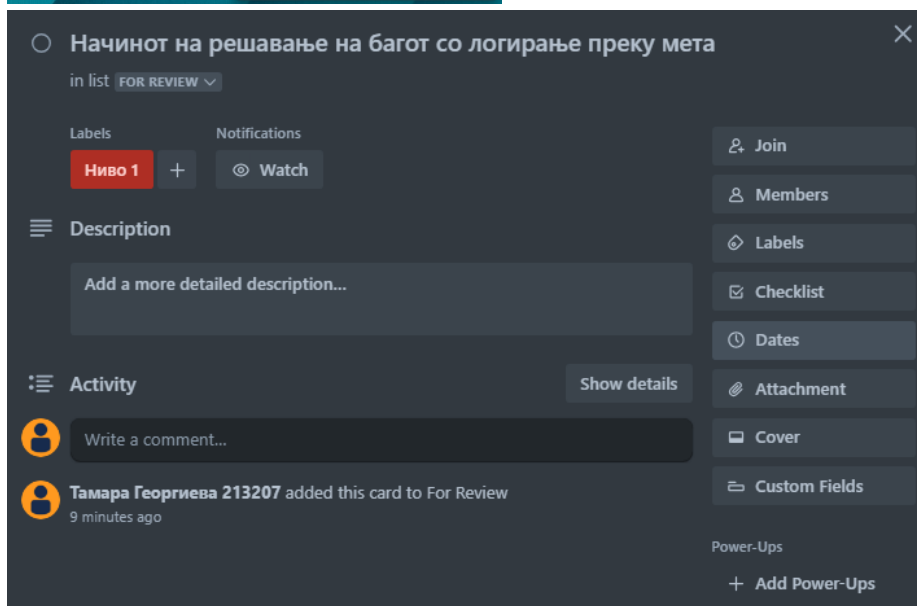 Начинот на решавање на багот со логирање преку мета
in list FOR REVIEW
Labels
Notifications
Ниво 1
Watch
Description
Add a more detailed description...
Activity
Show details
Write a comment...
Тамара Георгиева 213207 added this card to For Review
9 minutes ago
Join
Members
Labels
Checklist
Dates
Attachment
Cover
Custom Fields
Power-Ups
+ Add Power-Ups